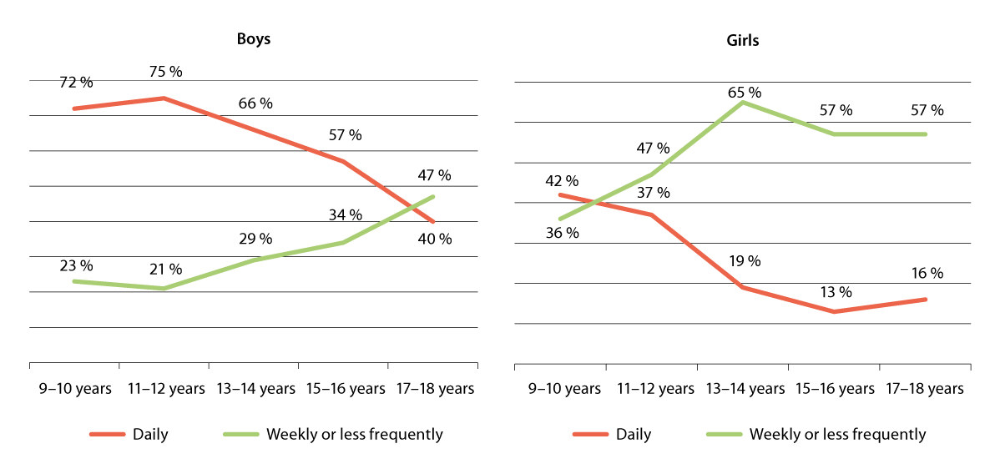 Boys
72 %
75 %
66 %
57 %
47 %
34 %
40 %
29 %
23 %
21 %
9–10 years
11–12 years
13–14 years
15–16 years
17–18 years
Daily
Weekly or less frequently
Girls
65 %
57 %
57 %
47 %
42 %
37 %
36 %
19 %
13 %
16 %
9–10 years
11–12 years
13–14 years
15–16 years
17–18 years
Daily
Weekly or less frequently